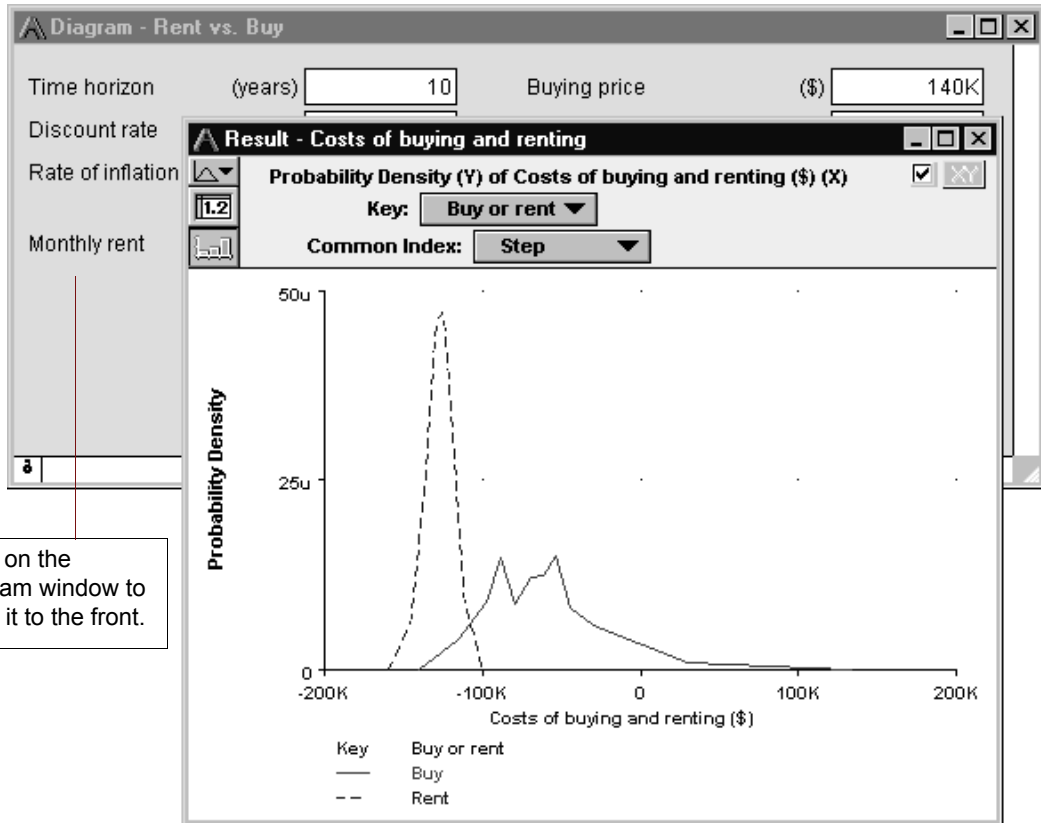 Diagram - Rent vs. Buy
Time horizon (years) 10 Buying price ($) 140K
Discount rate
Rate of inflation
Monthly rent
Result - Costs of buying and renting
Probability Density (Y) of Costs of buying and renting ($) (X)
XY
1.2
Key: Buy or rent
Common Index: Step
50u
25u
0
Probability Density
-200K -100K 0 100K 200K
Costs of buying and renting ($)
Key Buy or rent
Buy
Rent
on the
am window to
it to the front.